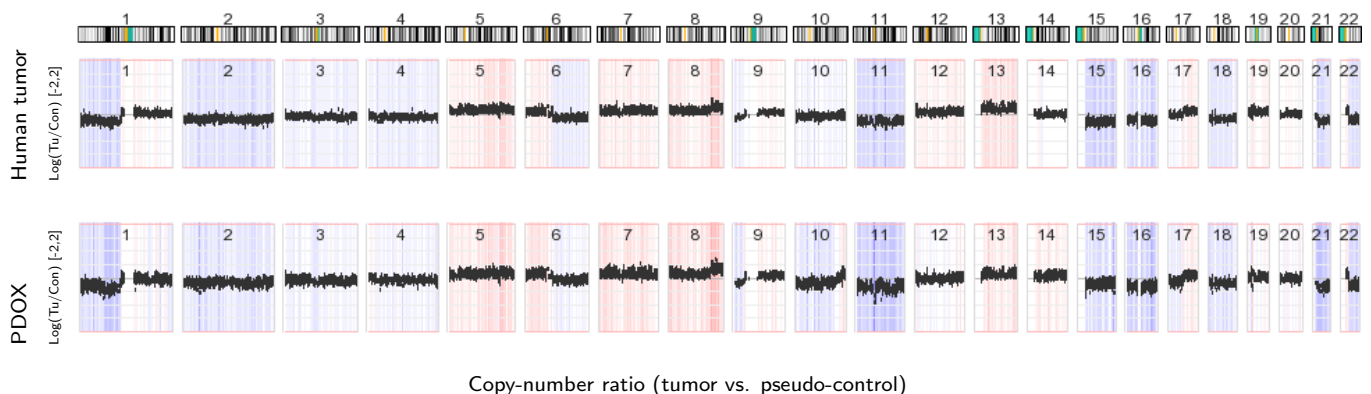 1 2 3 4 5 6 7 8 9 10 11 12 13 14 15 16 17 18 19 20 21 22
Human tumor
Log(Tu/Con) [-2,2]
1 2 3 4 5 6 7 8 9 10 11 12 13 14 15 16 17 18 19 20 21 22
PDOX
Log(Tu/Con) [-2,2]
1 2 3 4 5 6 7 8 9 10 11 12 13 14 15 16 17 18 19 20 21 22
Copy-number ratio (tumor vs. pseudo-control)